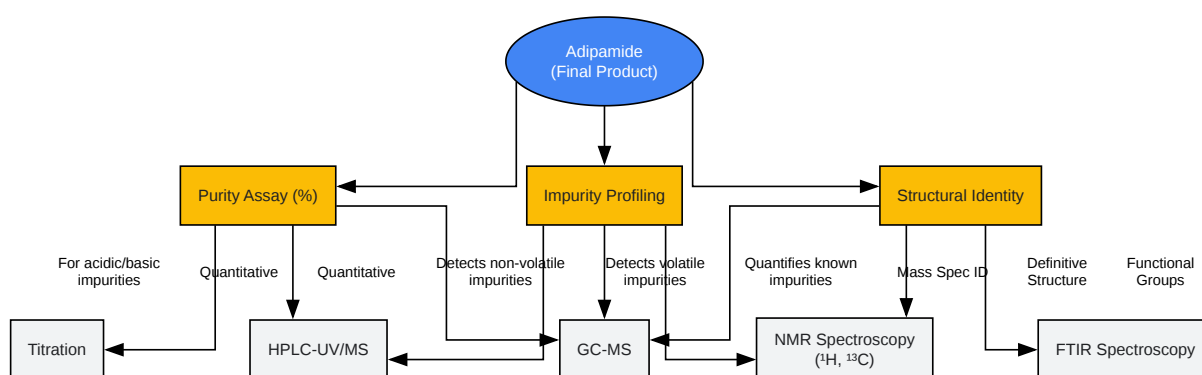 Adipamide
(Final Product)
Purity Assay (%)
Impurity Profiling
Structural Identity
For acidic/basic
impurities
Quantitative
Quantitative
Detects non-volatile
impurities
Detects volatile
impurities
Quantifies known
impurities
Mass Spec ID
Definitive
Structure
Functional
Groups
Titration
HPLC-UV/MS
GC-MS
NMR Spectroscopy
(¹H, ¹³C)
FTIR Spectroscopy